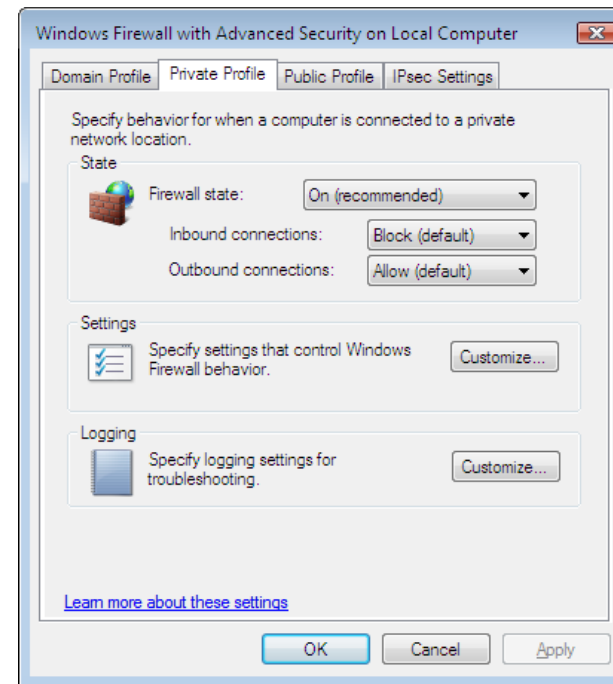 Windows Firewall with Advanced Security on Local Computer
Domain Profile Private Profile Public Profile IPsec Settings
Specify behavior for when a computer is connected to a private
network location.
State
Firewall state: On (recommended)
Inbound connections: Block (default)
Outbound connections: Allow (default)
Settings
Specify settings that control Windows
Firewall behavior.
Customize...
Logging
Specify logging settings for
troubleshooting.
Customize...
Learn more about these settings
OK Cancel Apply